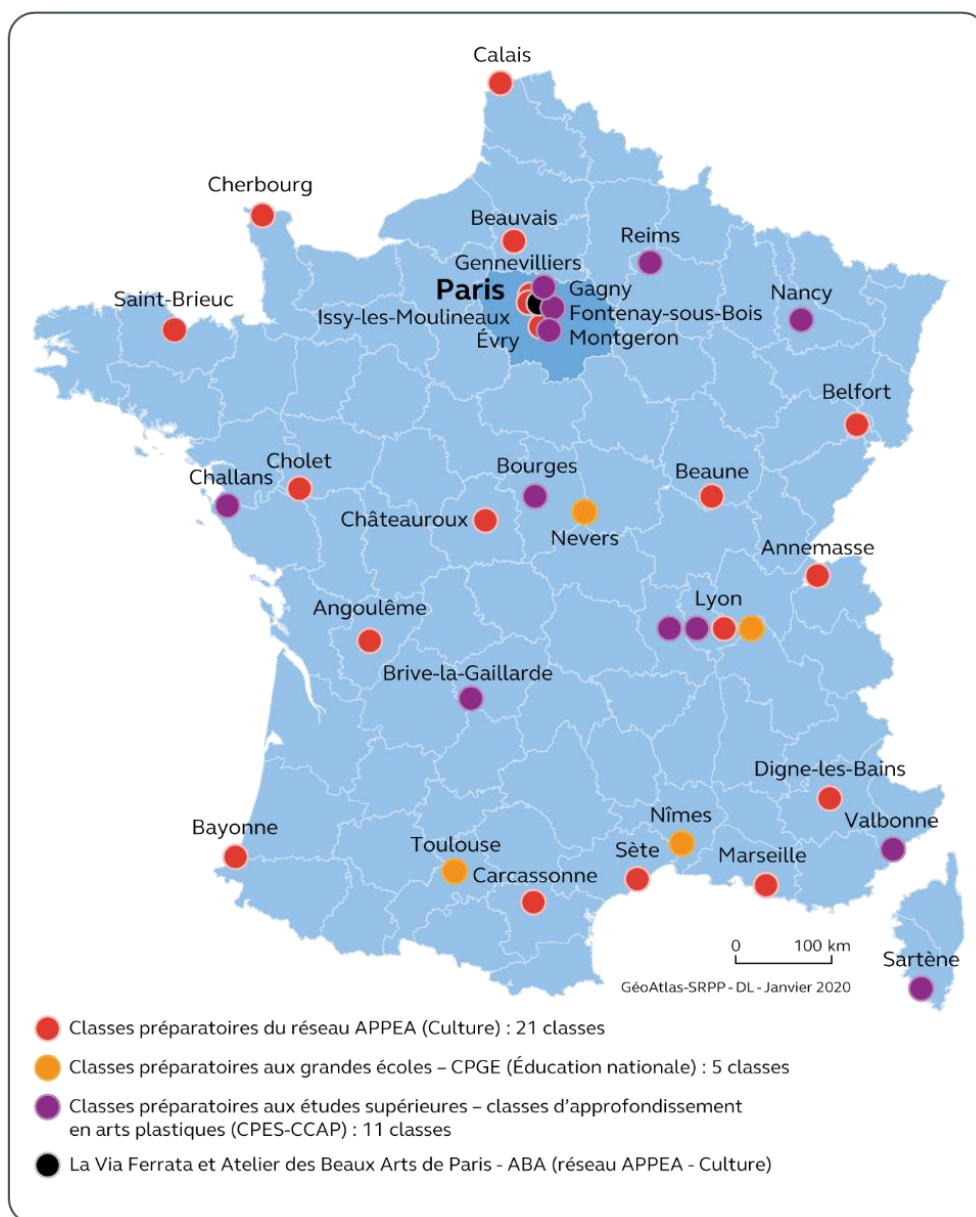 Calais
Cherbourg
Beauvais
Reims
Gennevilliers
Paris
Gagny
Nancy
Saint-Brieuc
Issy-les-Moulineaux
Fontenay-sous-Bois
Évry
Montgeron
Belfort
Cholet
Challans
Bourges
Beaune
Châteauroux
Nevers
Annemasse
Lyon
Angoulême
Brive-la-Gaillarde
Digne-les-Bains
Valbonne
Bayonne
Nîmes
Toulouse
Sète
Marseille
Carcassonne
0 100 km
Sartène
GéoAtlas-SRPP - DL - Janvier 2020
Classes préparatoires du réseau APPEA (Culture) : 21 classes
Classes préparatoires aux grandes écoles – CPGE (Éducation nationale) : 5 classes
Classes préparatoires aux études supérieures – classes d’approfondissement
en arts plastiques (CPES-CCAP) : 11 classes
La Via Ferrata et Atelier des Beaux Arts de Paris - ABA (réseau APPEA - Culture)